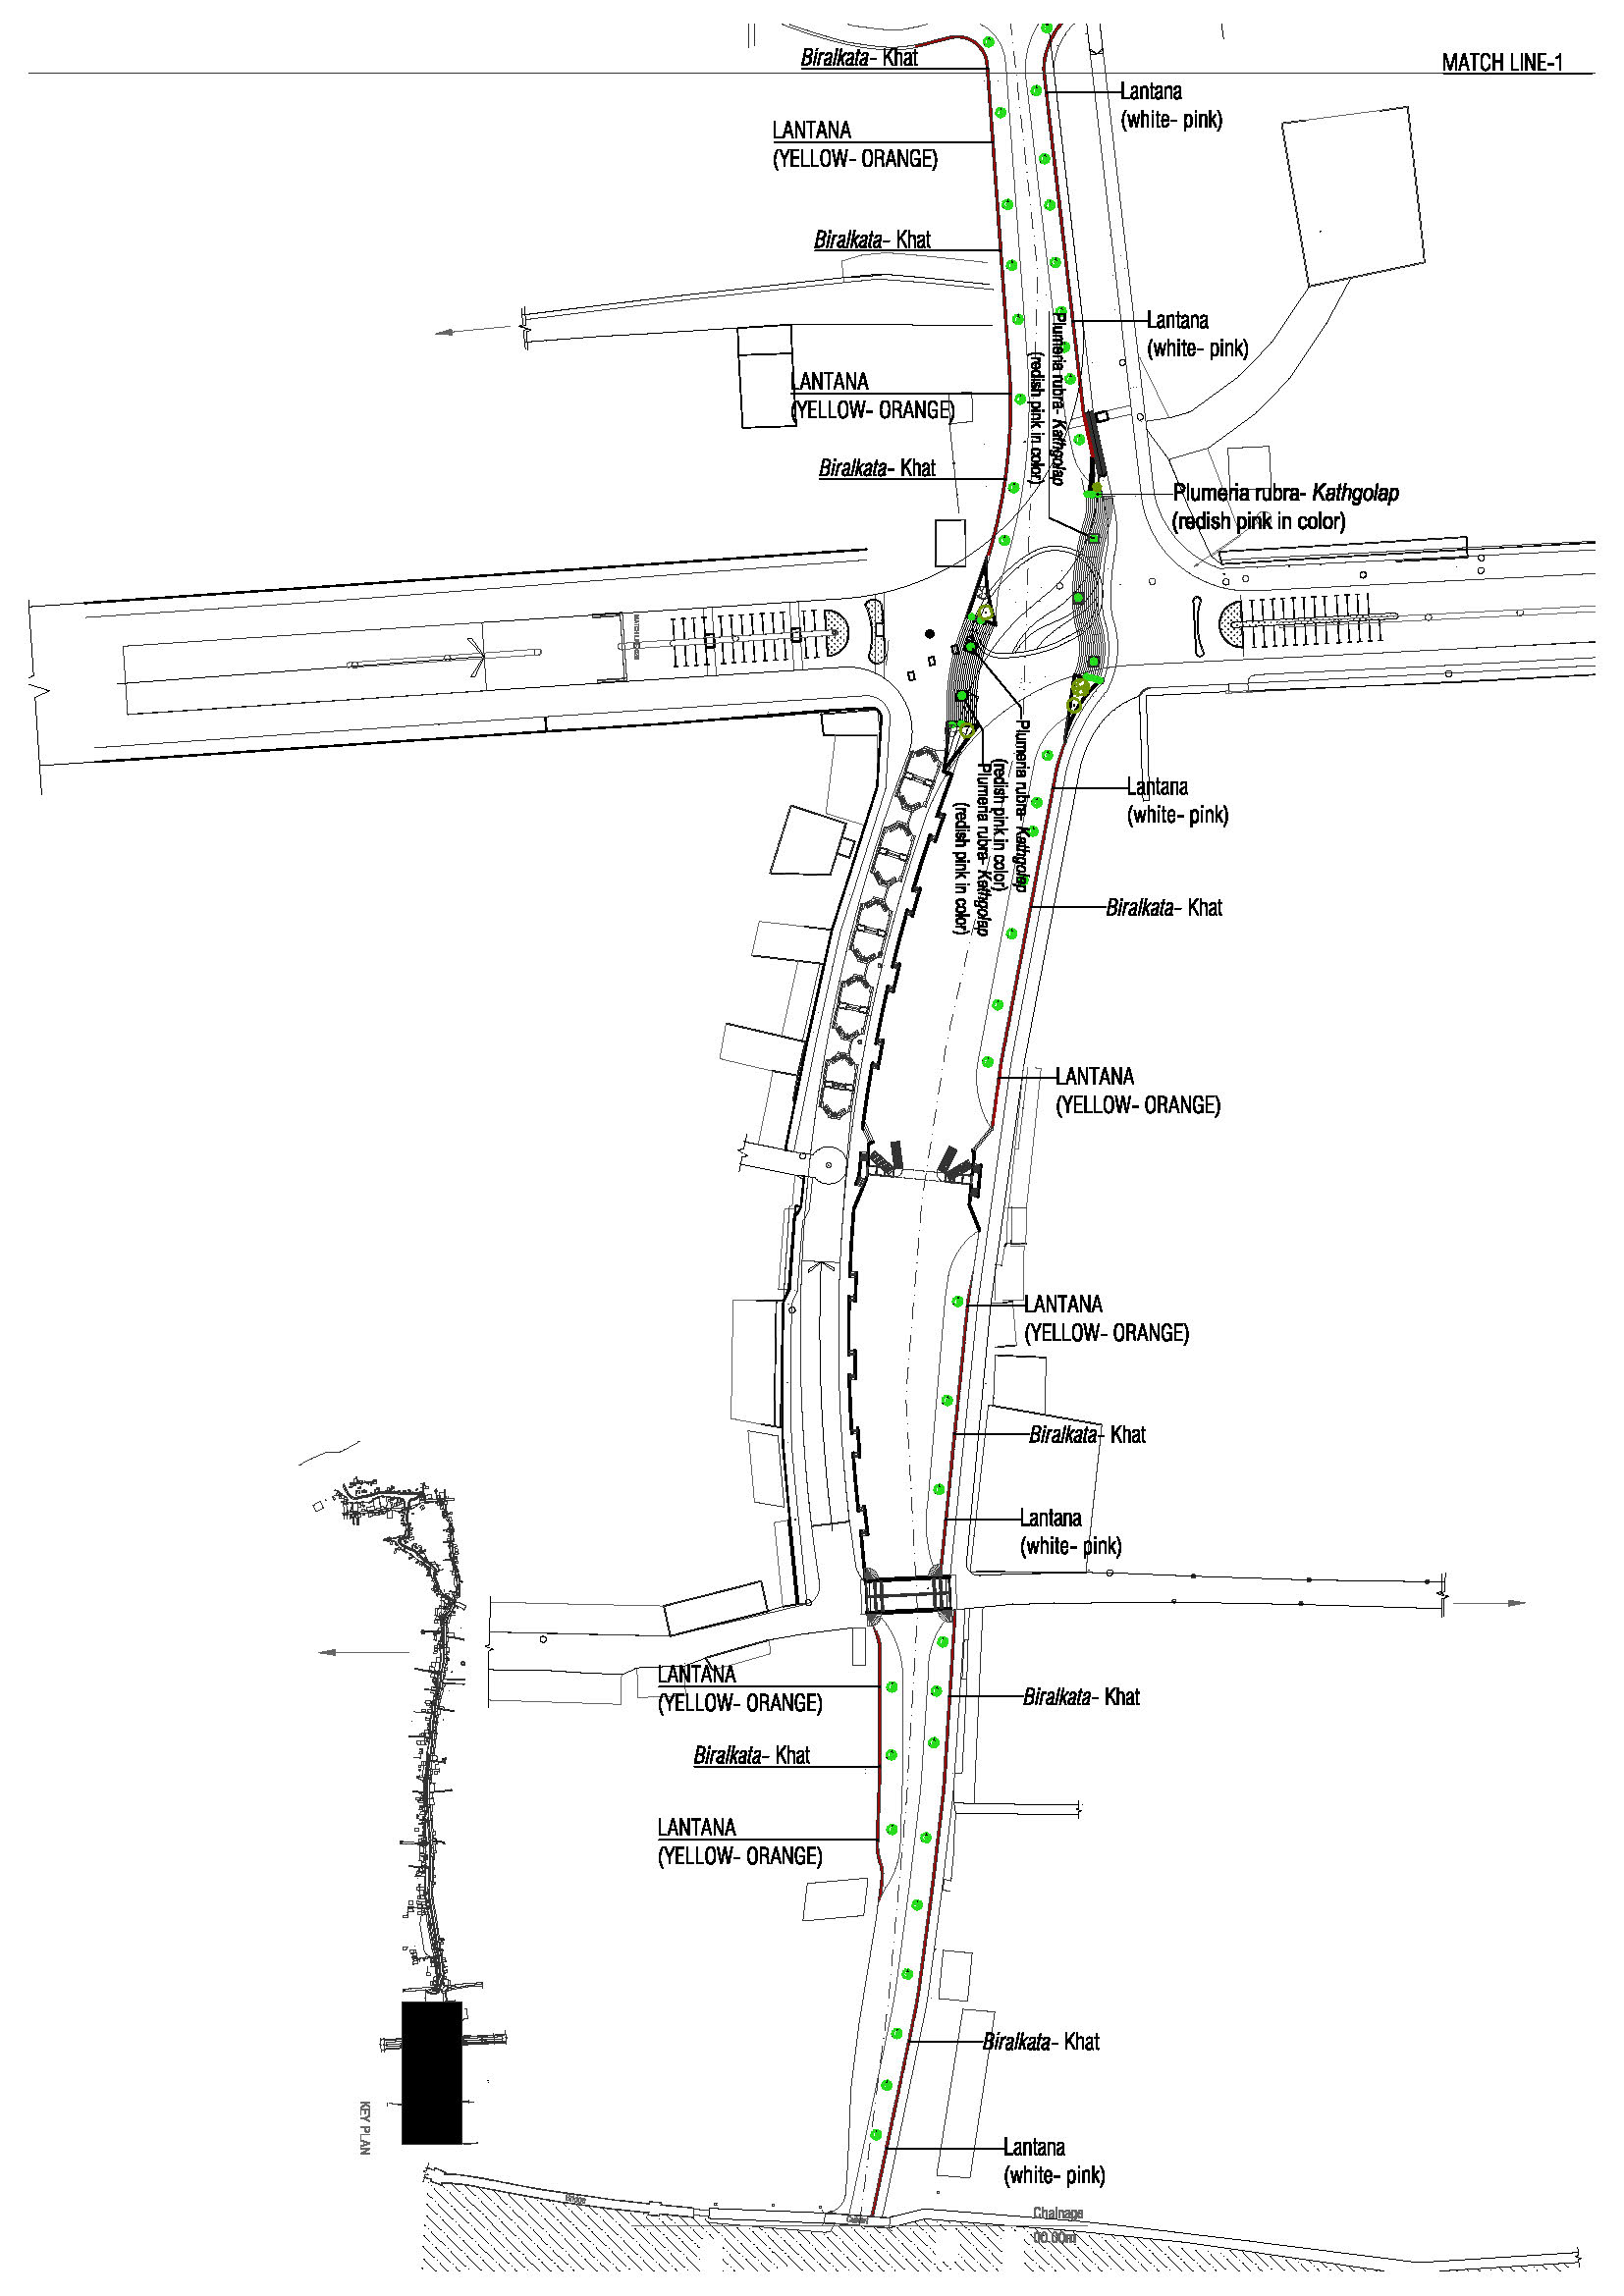 Biralkata- Khat
MATCH LINE-1
Lantana
(white- pink)
LANTANA
(YELLOW- ORANGE)
Biralkata- Khat
Lantana
(white- pink)
Plumeria rubra- Kathgolap
(redish pink in color)
LANTANA
(YELLOW- ORANGE)
Biralkata- Khat
Plumeria rubra- Kathgolap
(redish pink in color)
Plumeria rubra- Kathgolap
(redish pink in color)
Plumeria rubra- Kathgolap
(redish pink in color)
Lantana
(white- pink)
Biralkata- Khat
LANTANA
(YELLOW- ORANGE)
LANTANA
(YELLOW- ORANGE)
Biralkata- Khat
Lantana
(white- pink)
LANTANA
(YELLOW- ORANGE)
Biralkata- Khat
Biralkata- Khat
LANTANA
(YELLOW- ORANGE)
Biralkata- Khat
KEY PLAN
Lantana
(white- pink)
Bridge
Chainage
00.00m